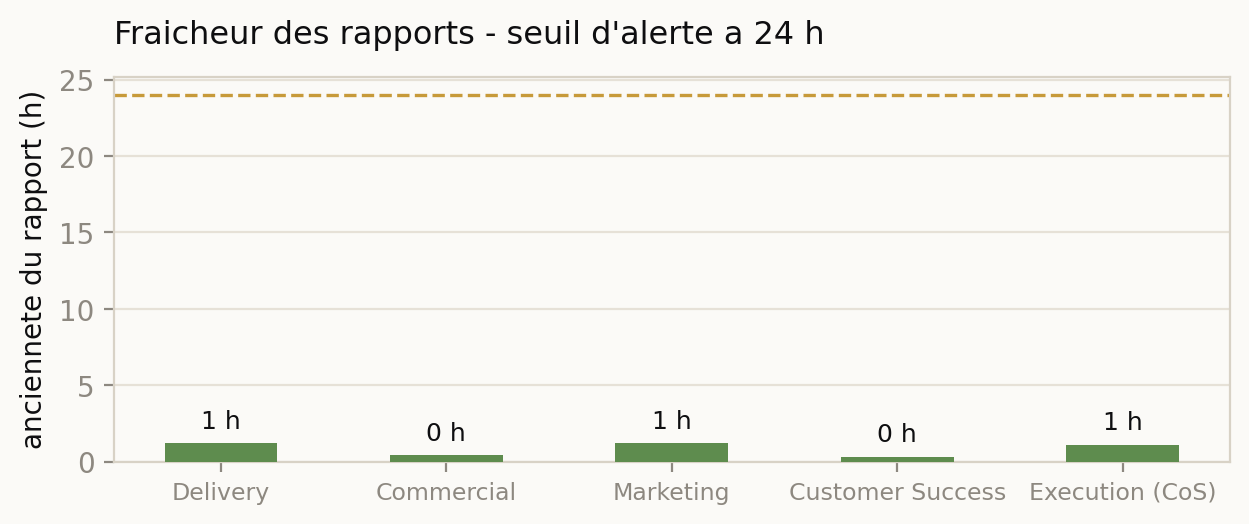 Fraicheur des rapports - seuil d'alerte a 24 h
anciennete du rapport (h)
25
20
15
10
5
0
1 h
0 h
1 h
0 h
1 h
Delivery
Commercial
Marketing
Customer Success
Execution (CoS)